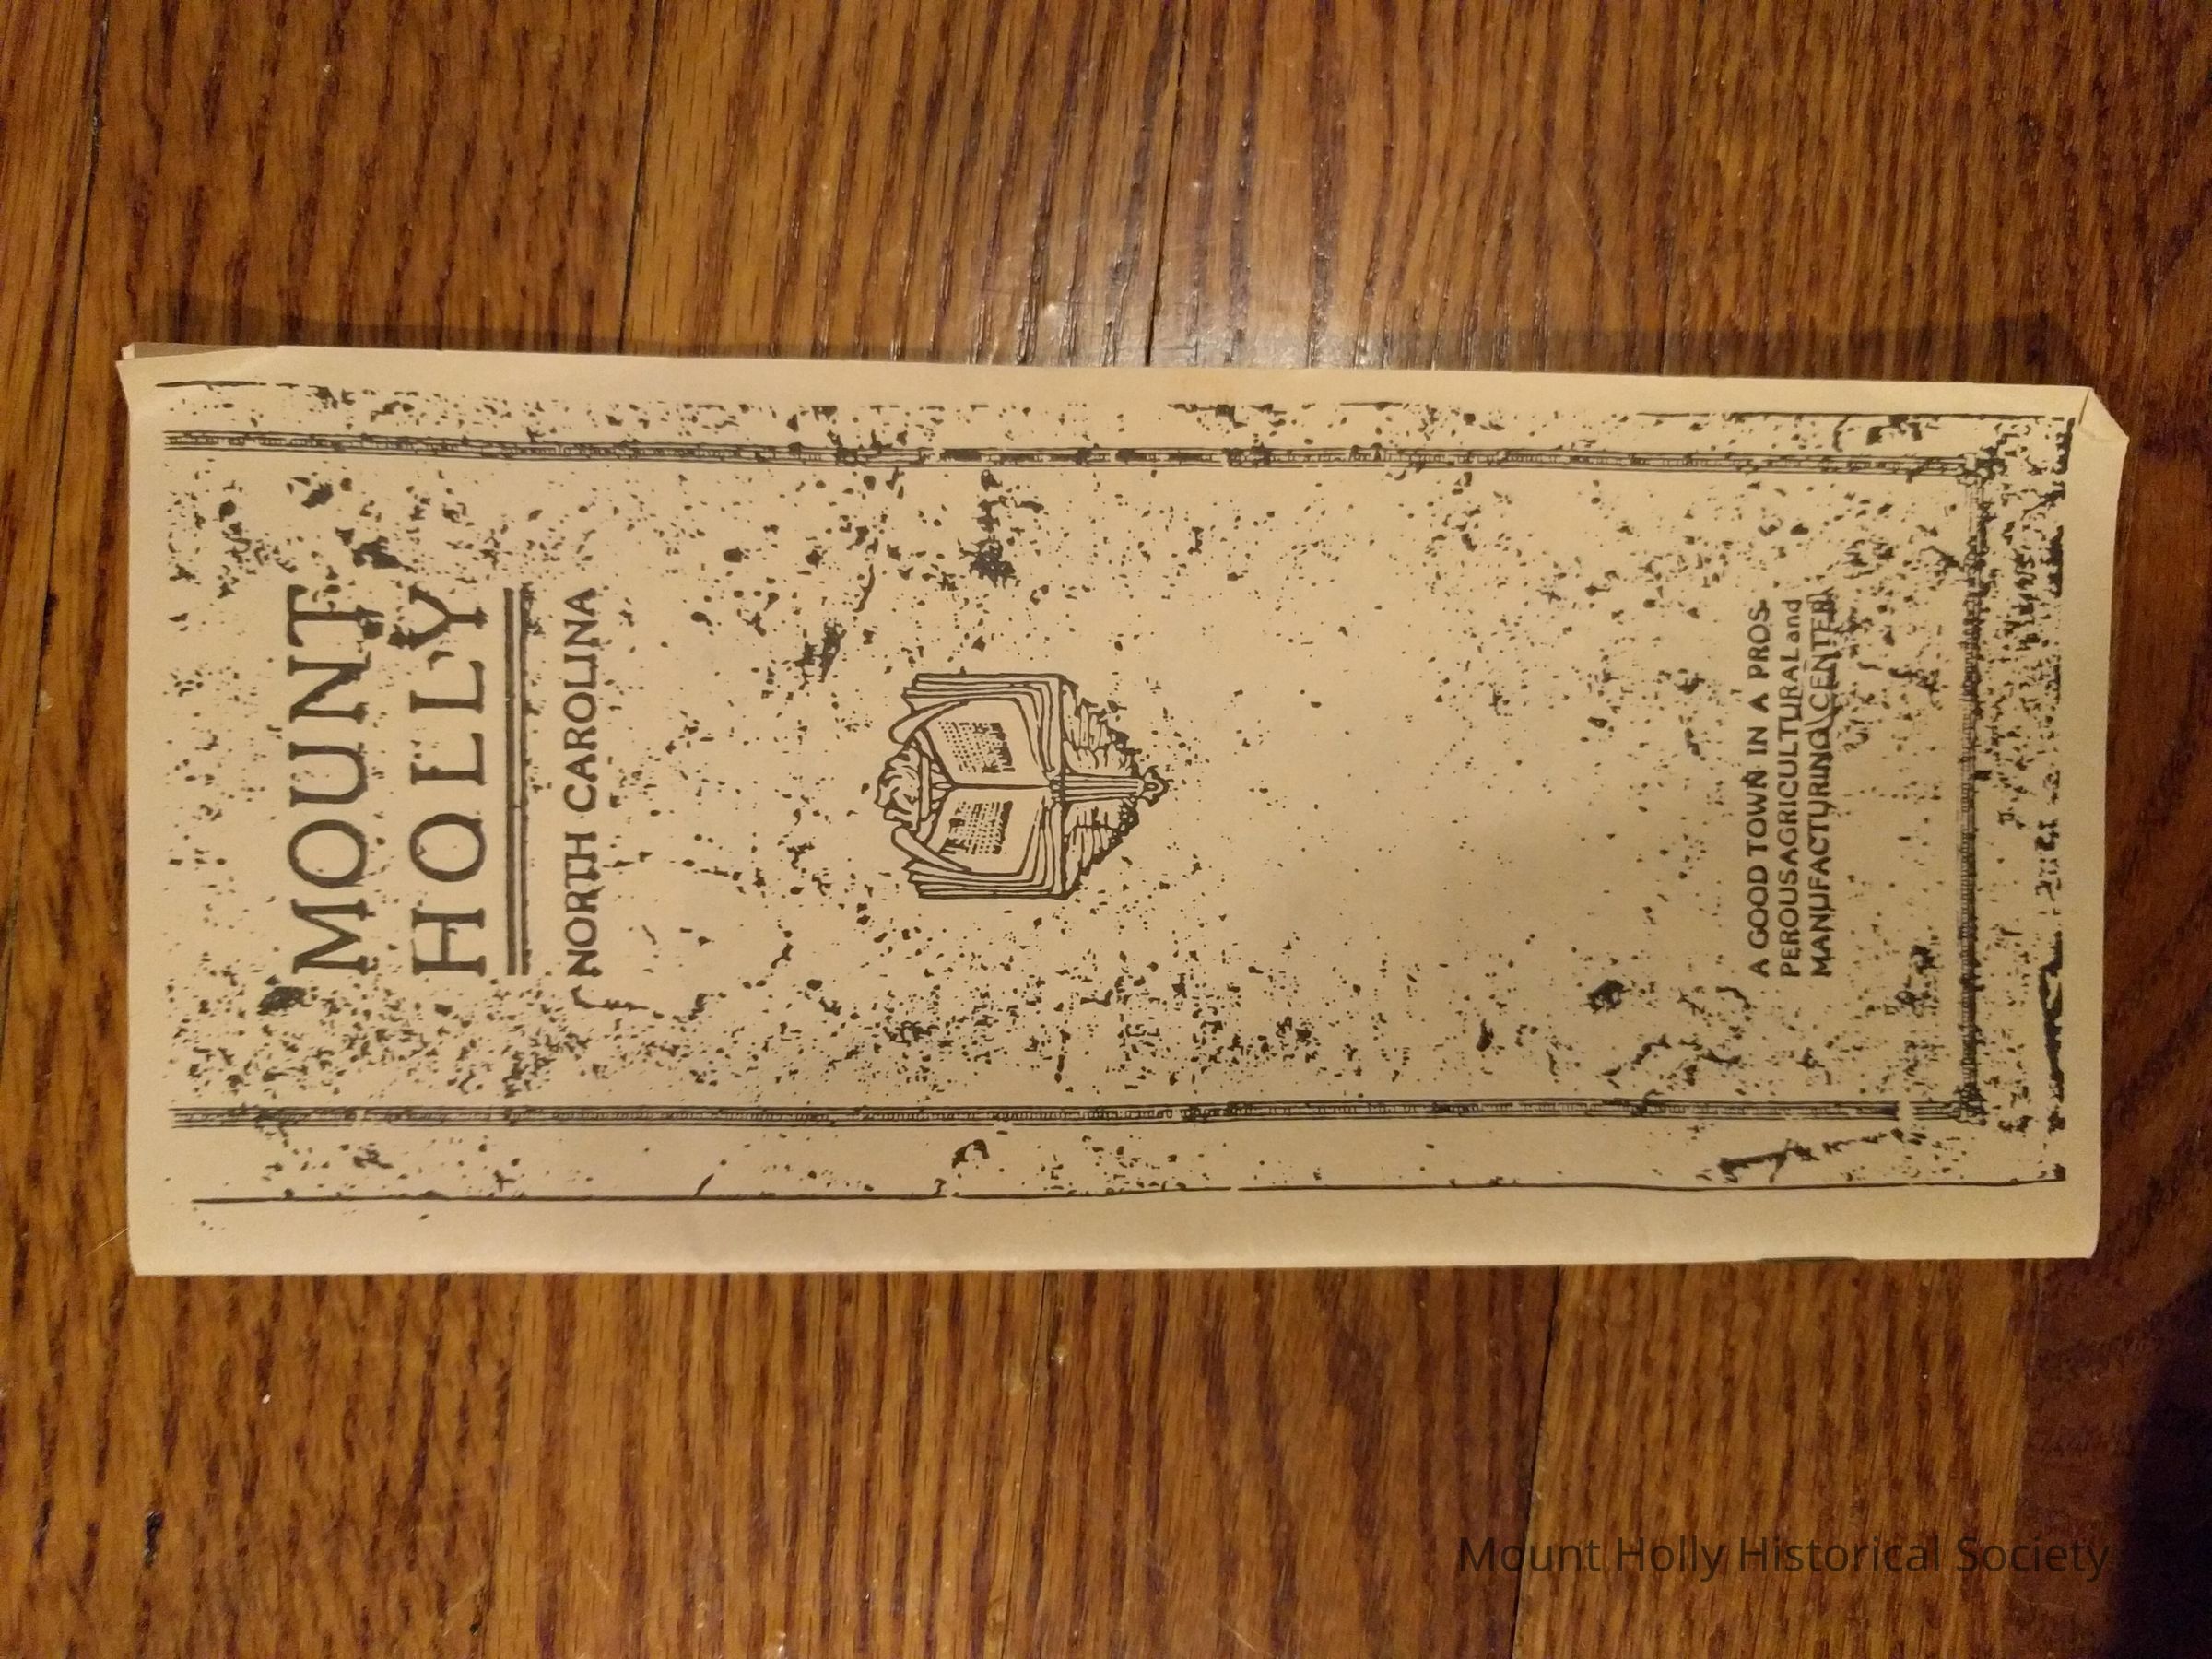 MOUNT
HOLLY
NORTH CAROLINA
A GOOD TOWN IN A PROS-
PEROUS AGRICULTURAL and
MANUFACTURING CENTER
Mount Holly Historical Society